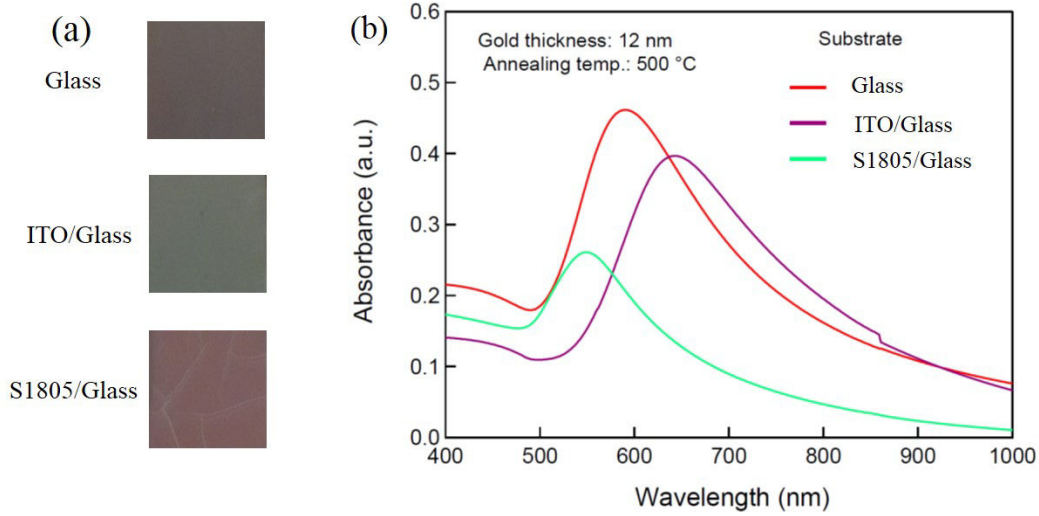 (a)
Glass
ITO/Glass
S1805/Glass
(b)
Gold thickness: 12 nm
Annealing temp.: 500 °C
Substrate
Glass
ITO/Glass
S1805/Glass
Absorbance (a.u.)
0.6
0.5
0.4
0.3
0.2
0.1
0.0
400 500 600 700 800 900 1000
Wavelength (nm)